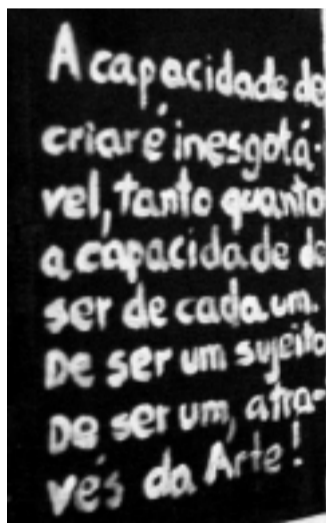 A capacidade de
criar é inesgotá-
vel, tanto quanto
a capacidade de
ser de cada um.
De ser um sujeito
De ser um, atra-
vés da Arte!